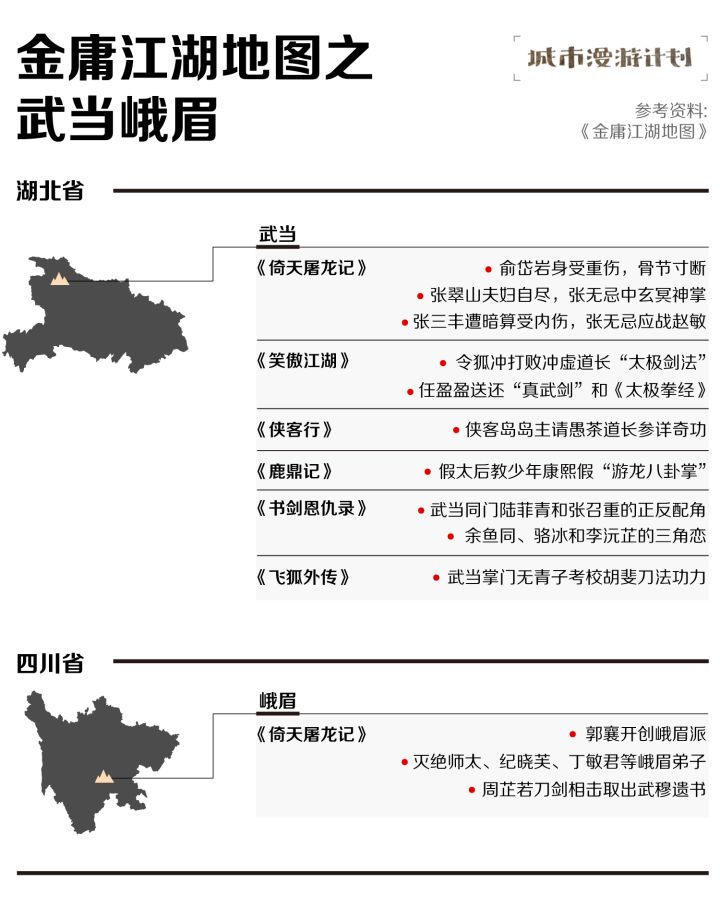 金庸江湖地图之
武当峨眉
城市漫游计划
参考资料:
《金庸江湖地图》
湖北省
武当
《倚天屠龙记》
● 俞岱岩身受重伤，骨节寸断
● 张翠山夫妇自尽，张无忌中玄冥神掌
● 张三丰遭暗算受内伤，张无忌应战赵敏
《笑傲江湖》
● 令狐冲打败冲虚道长“太极剑法”
● 任盈盈送还“真武剑”和《太极拳经》
《侠客行》
● 侠客岛岛主请愚茶道长参详奇功
《鹿鼎记》
● 假太后教少年康熙假“游龙八卦掌”
《书剑恩仇录》
● 武当同门陆菲青和张召重的正反配角
● 余鱼同、骆冰和李沅芷的三角恋
《飞狐外传》
● 武当掌门无青子考校胡斐刀法功力
四川省
峨眉
《倚天屠龙记》
● 郭襄开创峨眉派
● 灭绝师太、纪晓芙、丁敏君等峨眉弟子
● 周芷若刀剑相击取出武穆遗书